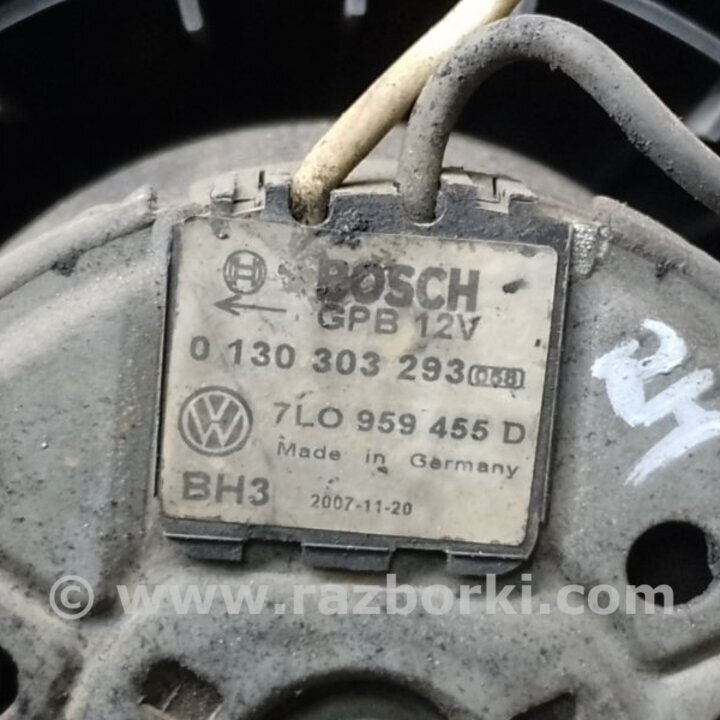 BOSCH
GPB 12V
0 130 303 293
7L0 959 455 D
Made in Germany
BH3 2007-11-20
© www.razborki.com